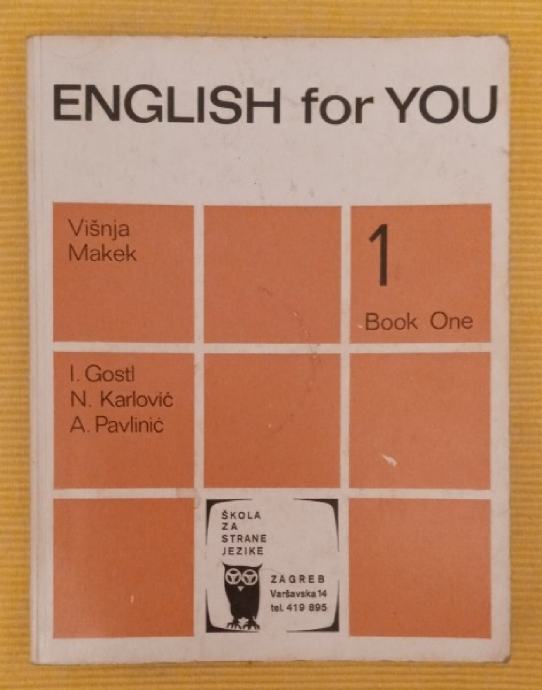 ENGLISH for YOU
Višnja
Makek
1
Book One
I. Gostl
N. Karlović
A. Pavlinić
ŠKOLA
ZA
STRANE
JEZIKE
ZAGREB
Varšavska 14
tel. 419 895